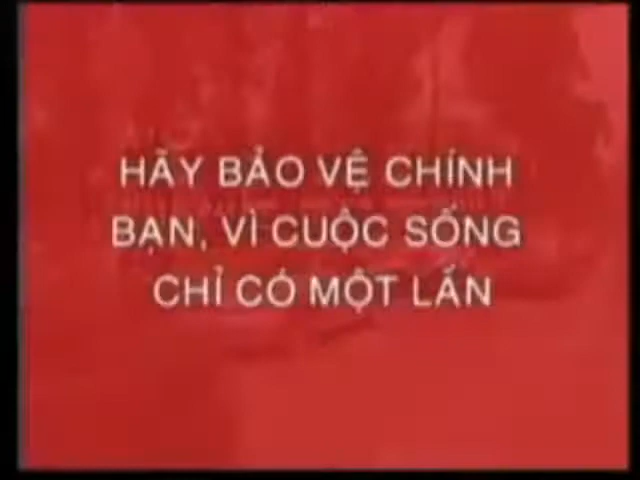 HÃY BẢO VỆ CHÍNH
BẠN, VÌ CUỘC SỐNG
CHỈ CÓ MỘT LẦN